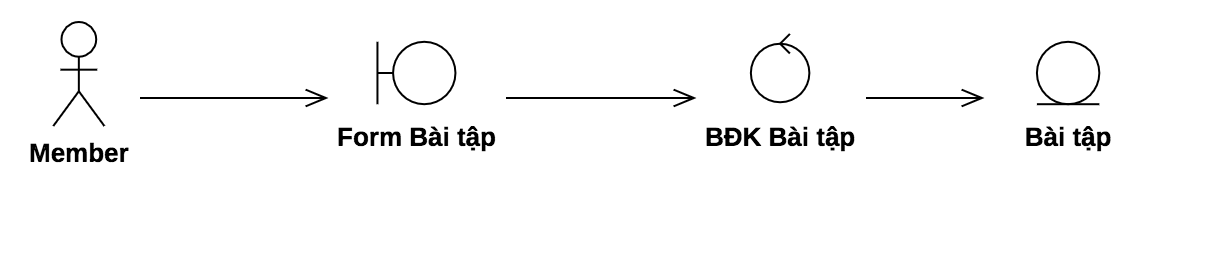 Member
Form Bài tập
BĐK Bài tập
Bài tập